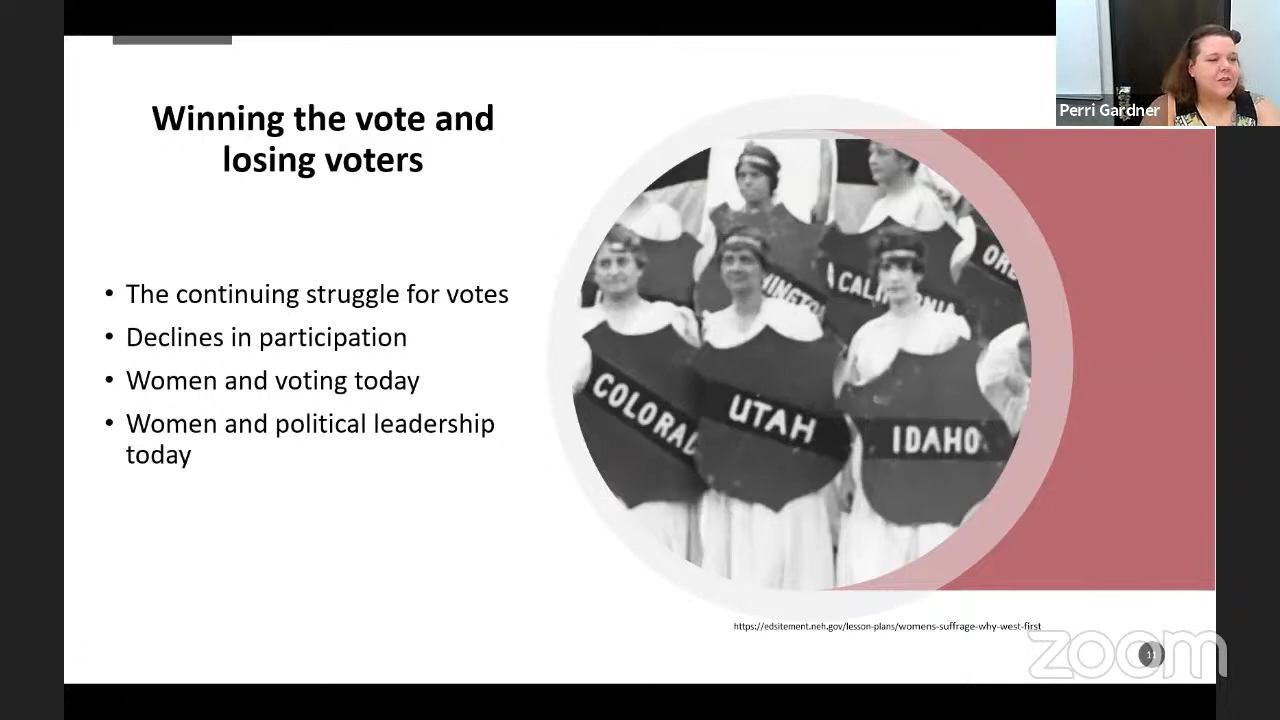 Winning the vote and
losing voters
• The continuing struggle for votes
• Declines in participation
• Women and voting today
• Women and political leadership
today
CALIFORNIA
UTAH
IDAHO
https://edsitement.neh.gov/lesson-plans/womens-suffrage-why-west-first
11
zoom
Perri Gardner